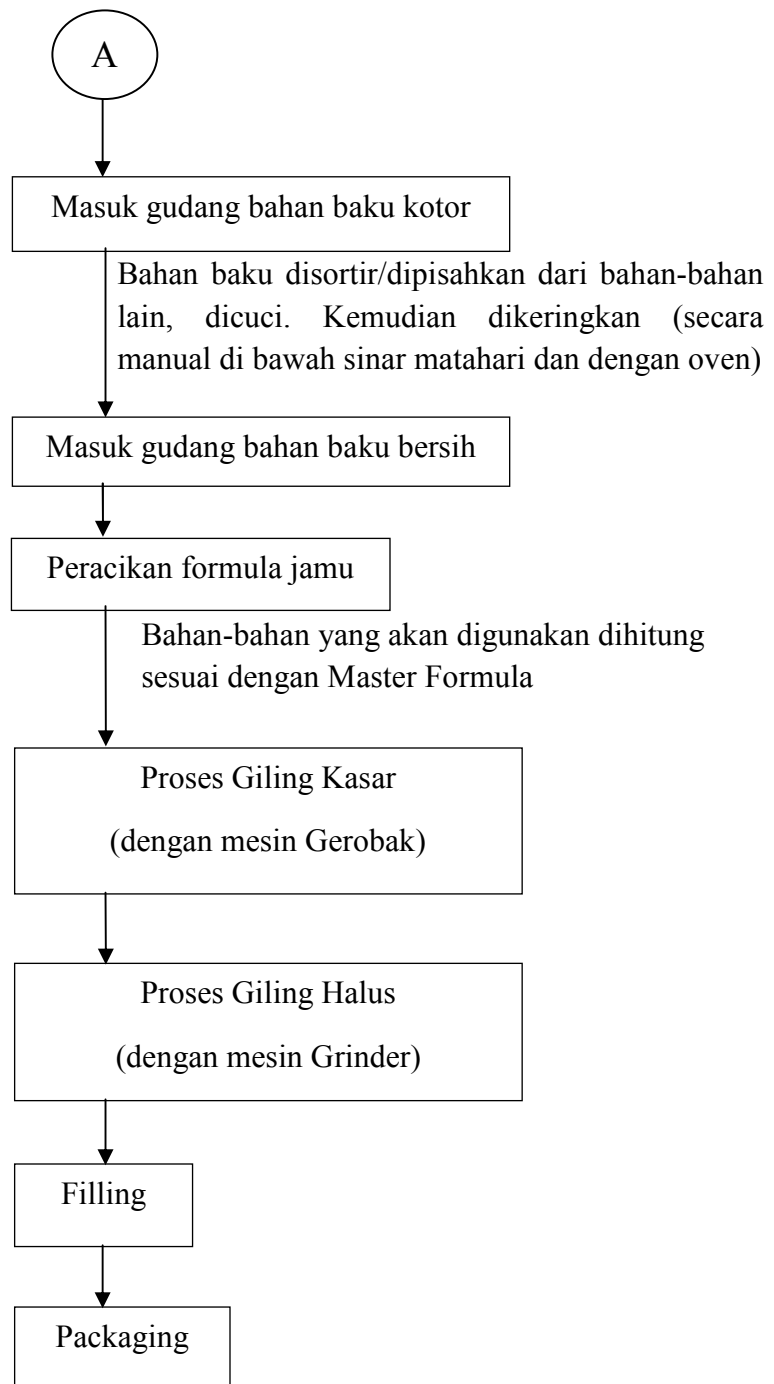 A
Masuk gudang bahan baku kotor
Bahan baku disortir/dipisahkan dari bahan-bahan
lain, dicuci. Kemudian dikeringkan (secara
manual di bawah sinar matahari dan dengan oven)
Masuk gudang bahan baku bersih
Peracikan formula jamu
Bahan-bahan yang akan digunakan dihitung
sesuai dengan Master Formula
Proses Giling Kasar
(dengan mesin Gerobak)
Proses Giling Halus
(dengan mesin Grinder)
Filling
Packaging